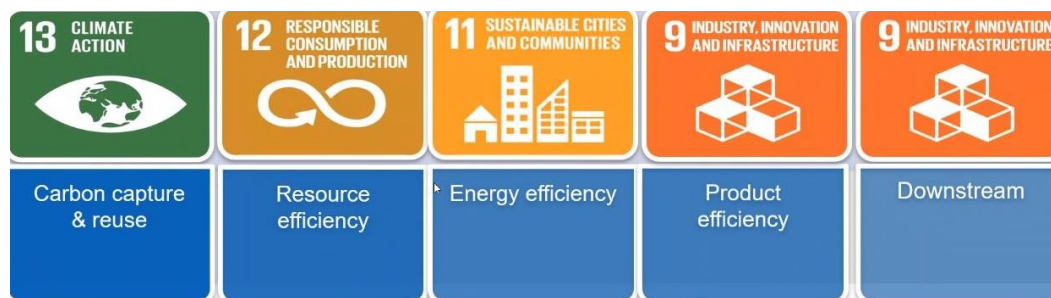 13 CLIMATE
ACTION
12 RESPONSIBLE
CONSUMPTION
AND PRODUCTION
11 SUSTAINABLE CITIES
AND COMMUNITIES
9 INDUSTRY, INNOVATION
AND INFRASTRUCTURE
9 INDUSTRY, INNOVATION
AND INFRASTRUCTURE
Carbon capture
& reuse
Resource
efficiency
Energy efficiency
Product
efficiency
Downstream